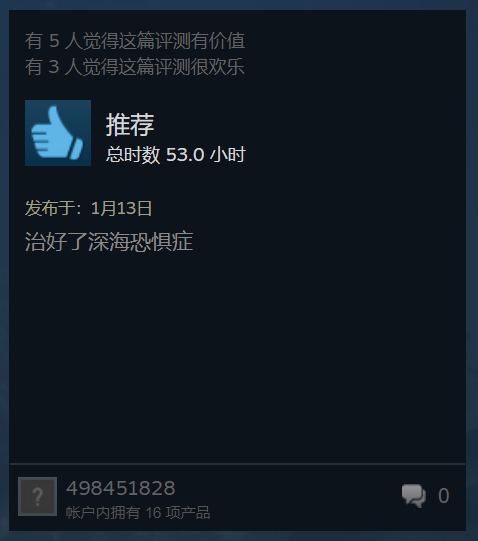 有 5 人觉得这篇评测有价值
有 3 人觉得这篇评测很欢乐
推荐
总时数 53.0 小时
发布于：1月13日
治好了深海恐惧症
?
498451828
帐户内拥有 16 项产品
0